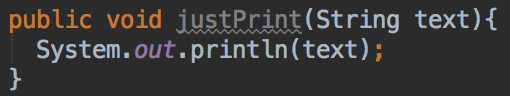 public void justPrint(String text){
  System.out.println(text);
}